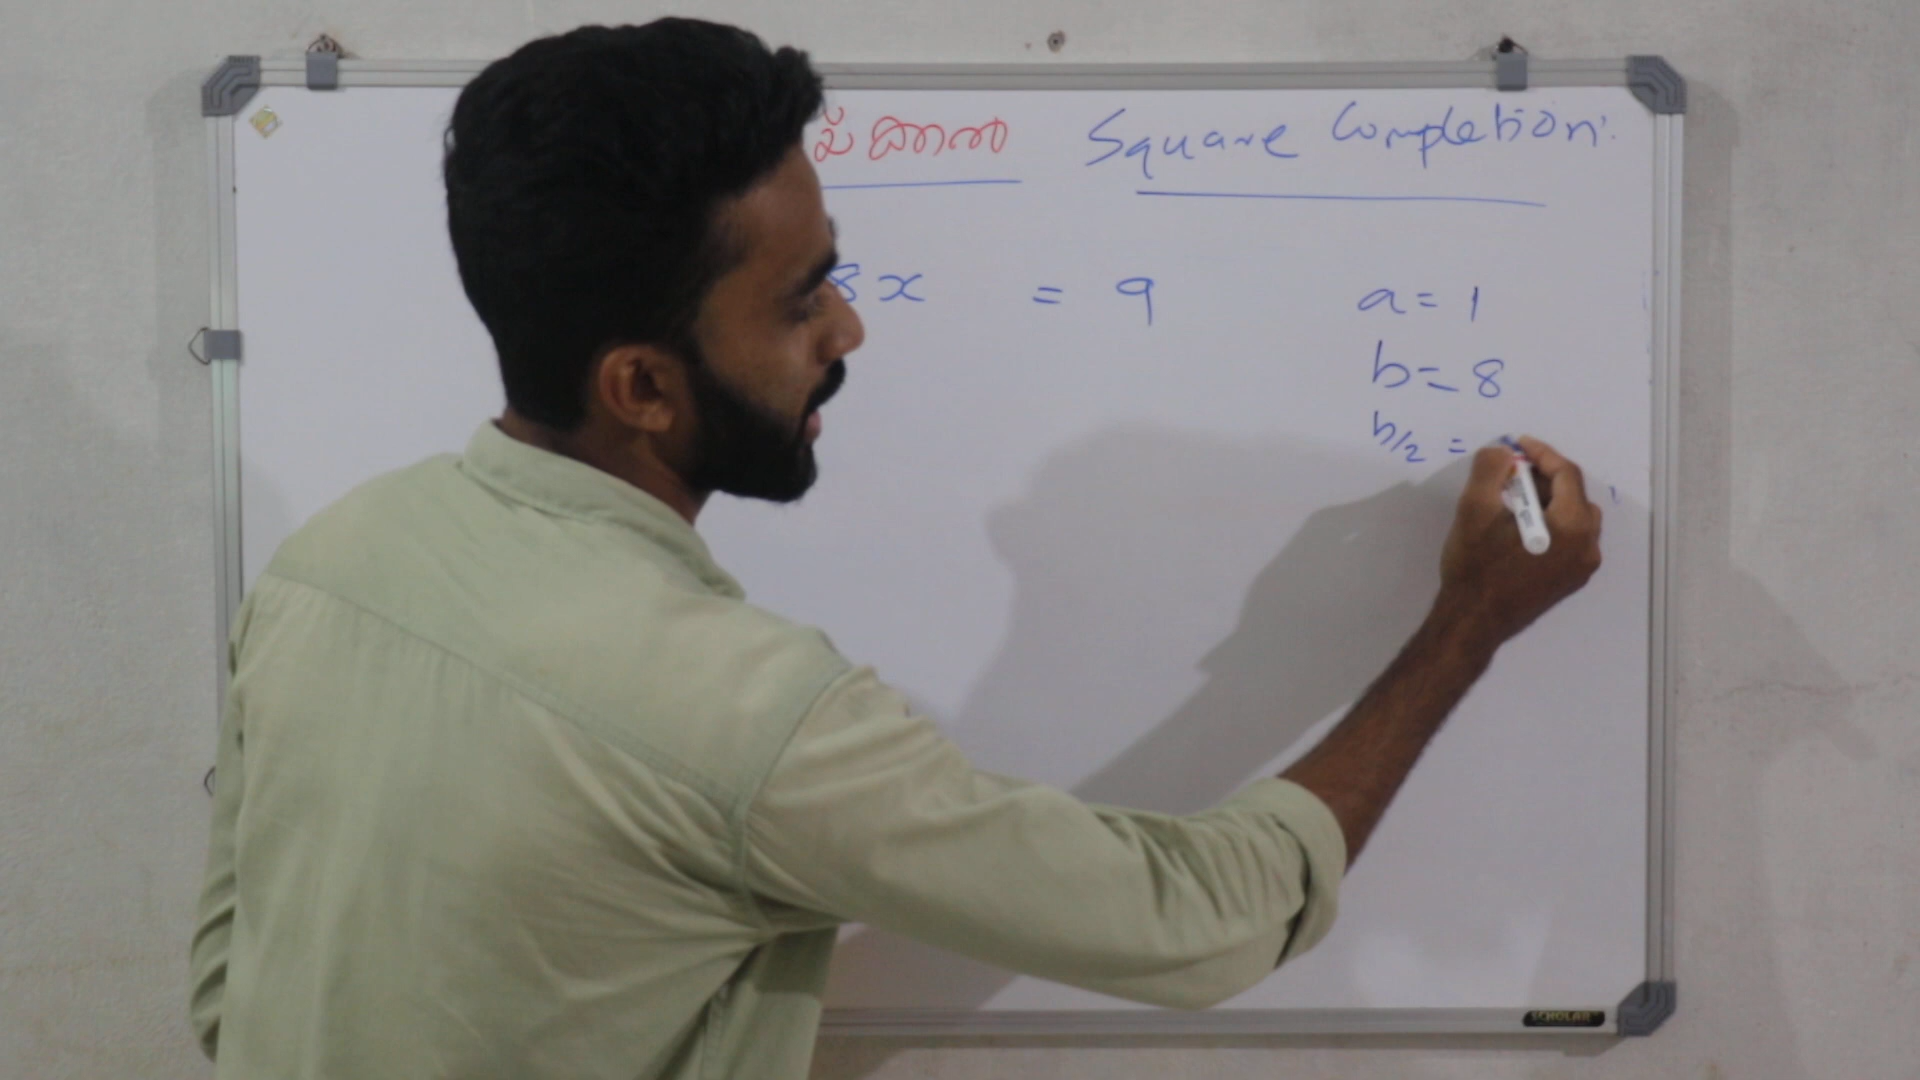 Square Completion:
8x = 9
a = 1
b = 8
b/2 =
SCHOLAR